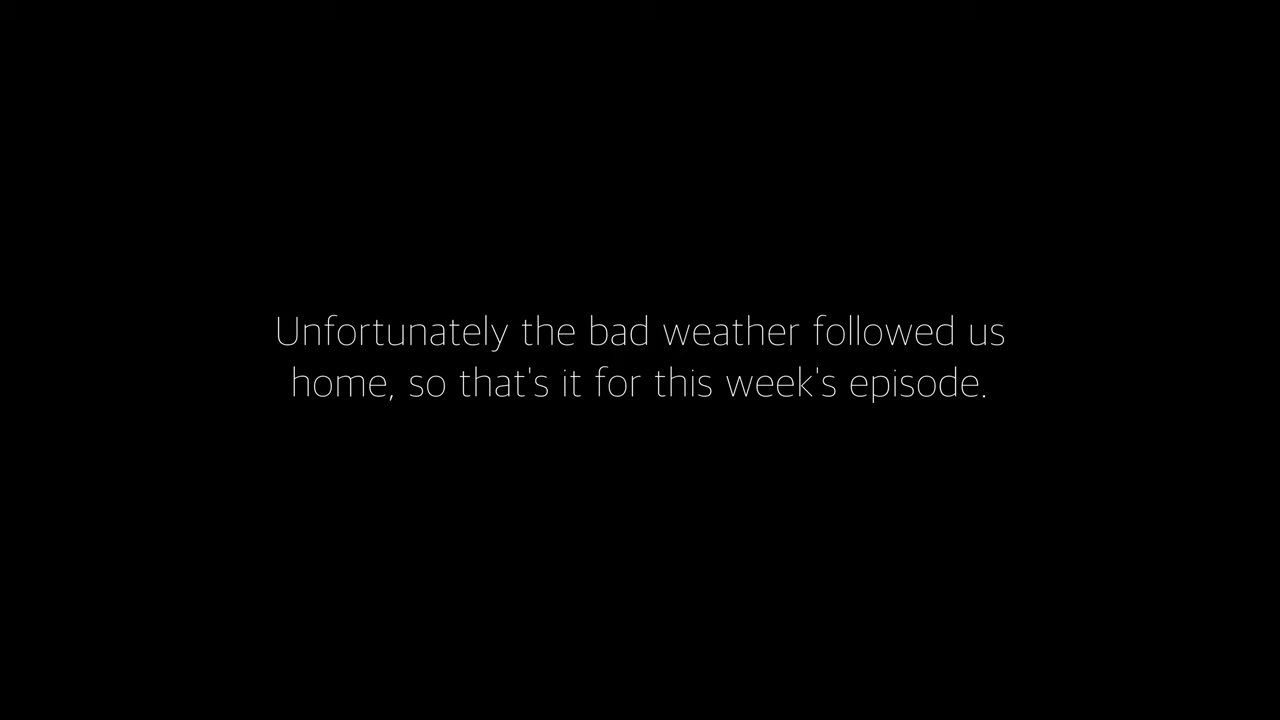 Unfortunately the bad weather followed us
home, so that's it for this week's episode.